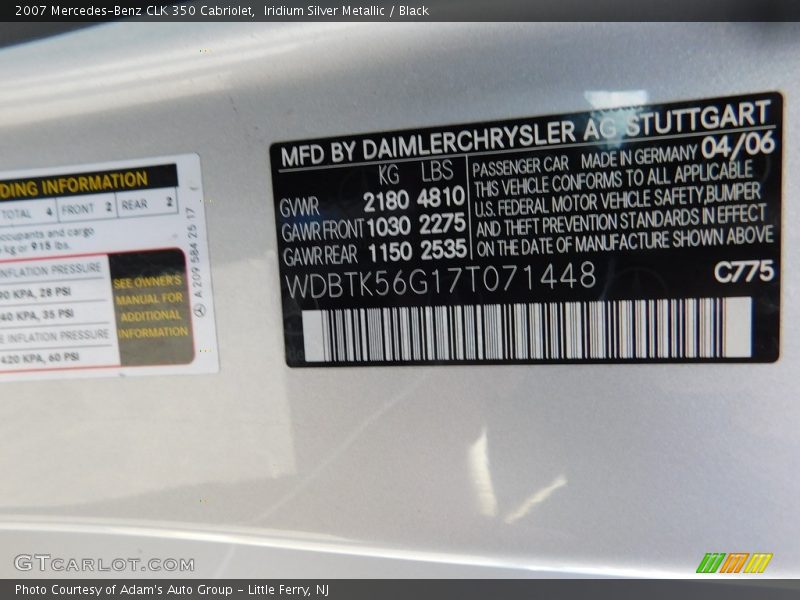 2007 Mercedes-Benz CLK 350 Cabriolet,  Iridium Silver Metallic / Black
DING INFORMATION
TOTAL 4 FRONT 2 REAR 2
occupants and cargo
kg or 915 lbs.
INFLATION PRESSURE
90 KPA, 28 PSI
40 KPA, 35 PSI
E INFLATION PRESSURE
420 KPA, 60 PSI
SEE OWNER'S
MANUAL FOR
ADDITIONAL
INFORMATION
A 209 584 25 17
MFD BY DAIMLERCHRYSLER AG STUTTGART
KG LBS
GVWR 2180 4810
GAWR FRONT 1030 2275
GAWR REAR 1150 2535
PASSENGER CAR MADE IN GERMANY 04/06
THIS VEHICLE CONFORMS TO ALL APPLICABLE
U.S. FEDERAL MOTOR VEHICLE SAFETY,BUMPER
AND THEFT PREVENTION STANDARDS IN EFFECT
ON THE DATE OF MANUFACTURE SHOWN ABOVE
WDBTK56G17T071448 C775
GTCARLOT.COM
Photo Courtesy of Adam's Auto Group - Little Ferry, NJ